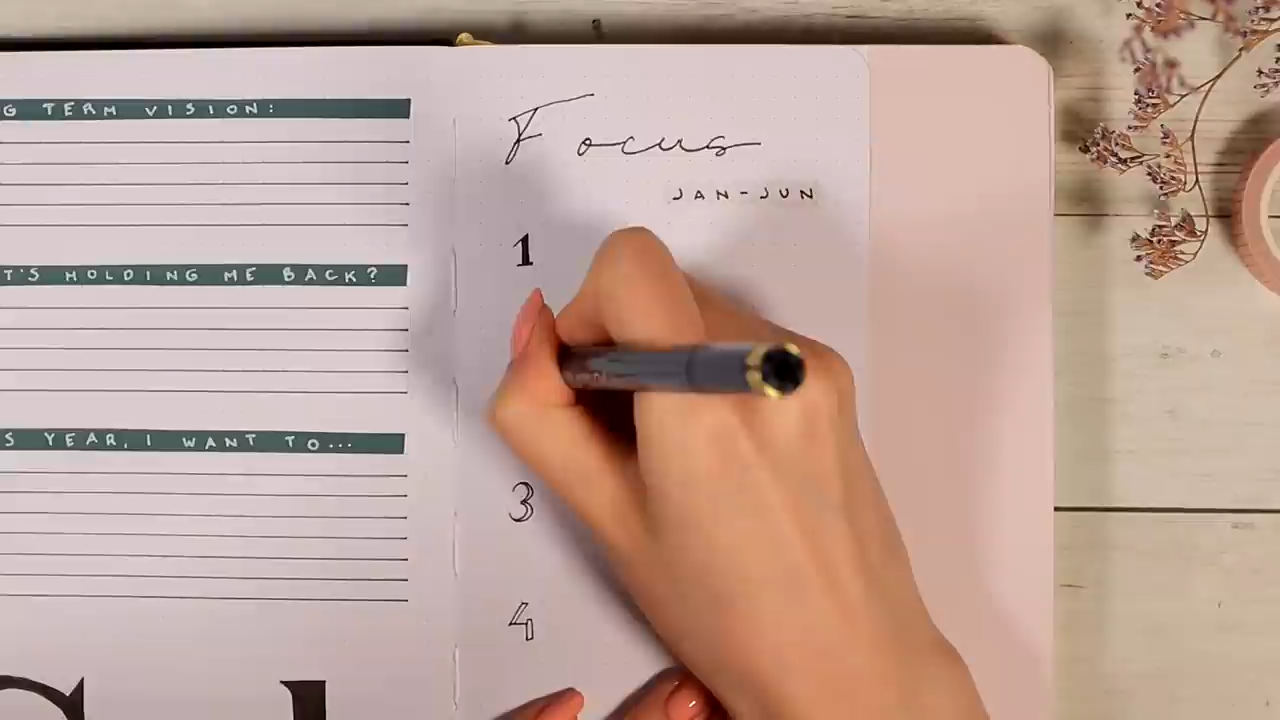 G TERM VISION:
T'S HOLDING ME BACK?
S YEAR, I WANT TO...
Focus
JAN-JUN
1
3
4